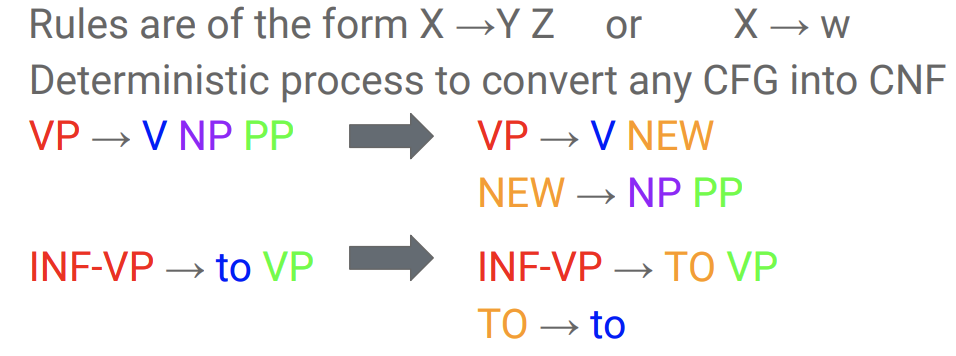 Rules are of the form X → Y Z or X → w
Deterministic process to convert any CFG into CNF
VP → V NP PP VP → V NEW
NEW → NP PP
INF-VP → to VP INF-VP → TO VP
TO → to